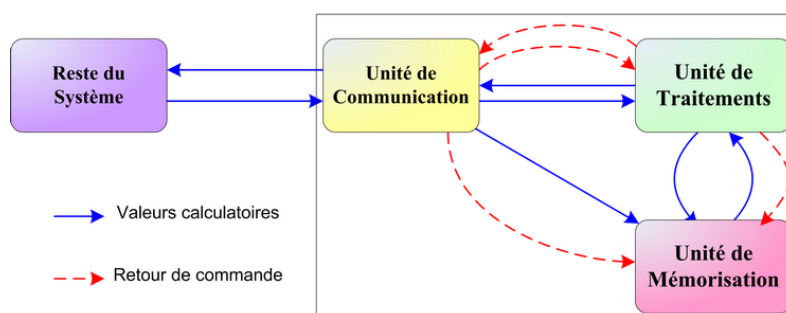 Reste du
Système
Unité de
Communication
Unité de
Traitements
Valeurs calculatoires
Retour de commande
Unité de
Mémorisation